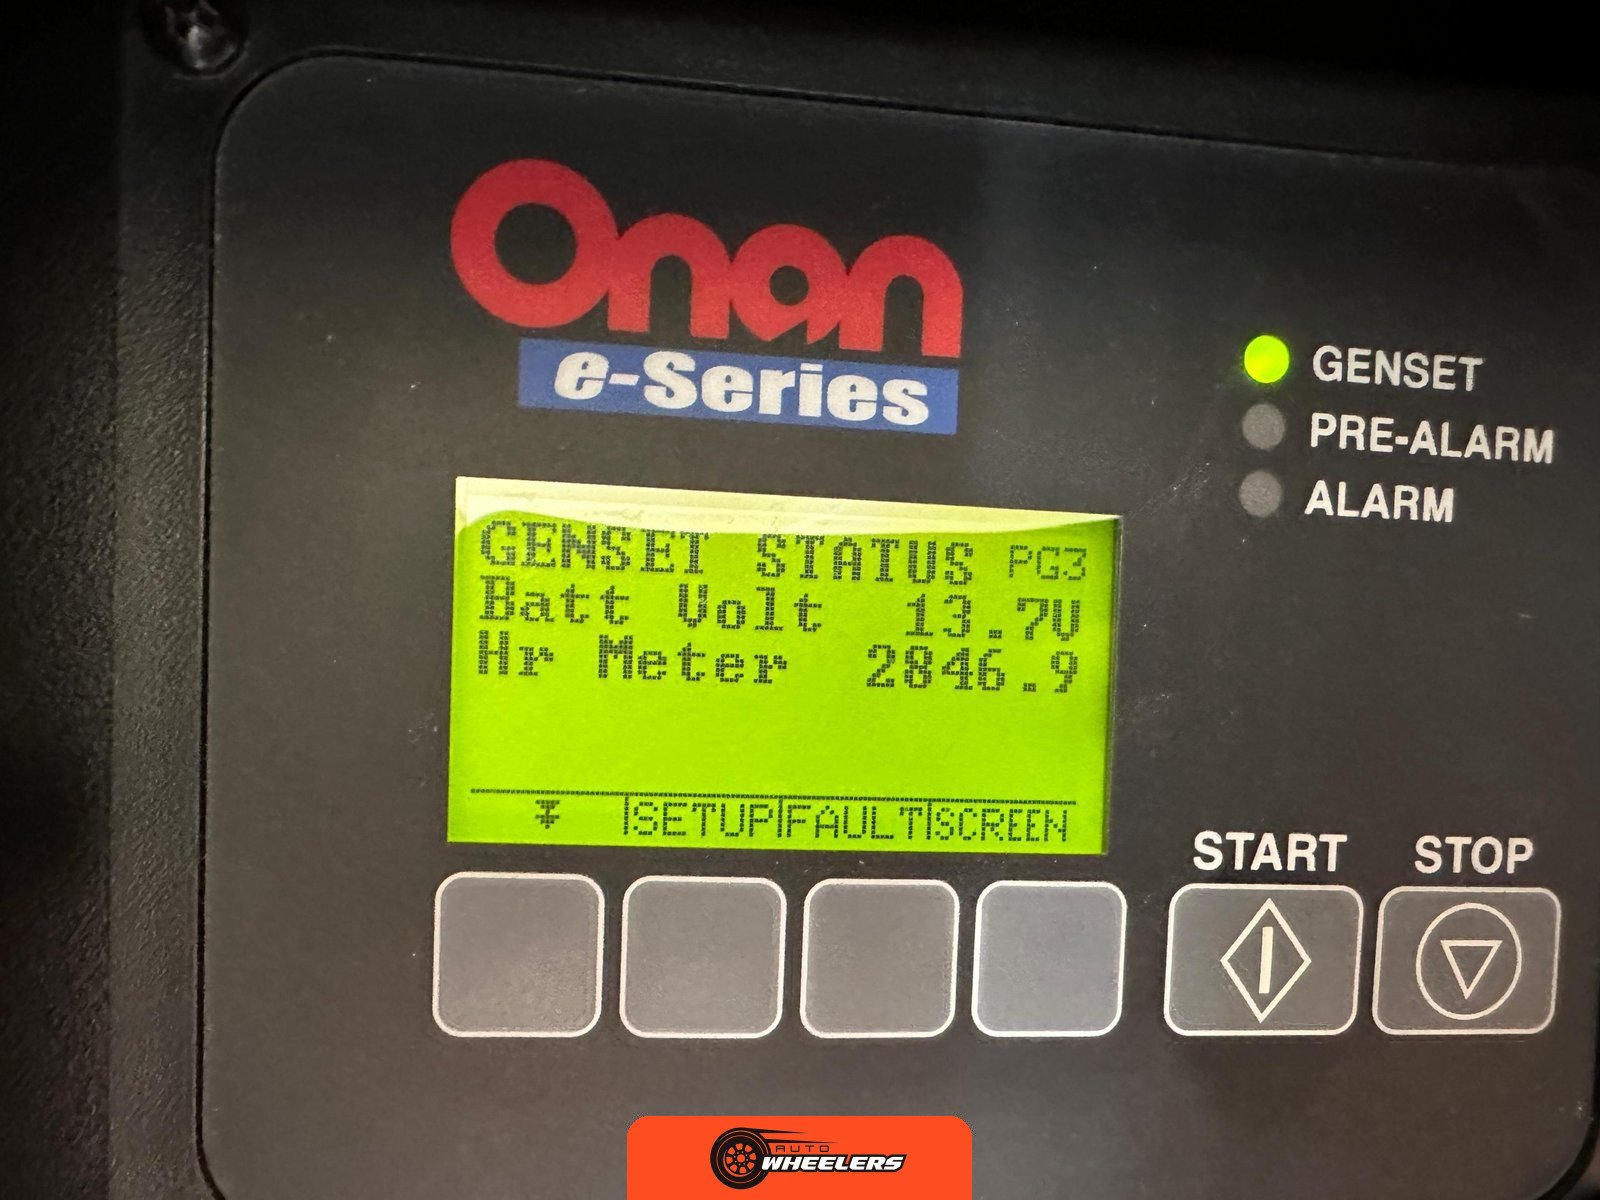 Onan
e-Series
GENSET
PRE-ALARM
ALARM
GENSET STATUS PG3
Batt Volt 13.7V
Hr Meter 2846.9
SETUP FAULT SCREEN
START STOP
AUTO
WHEELERS